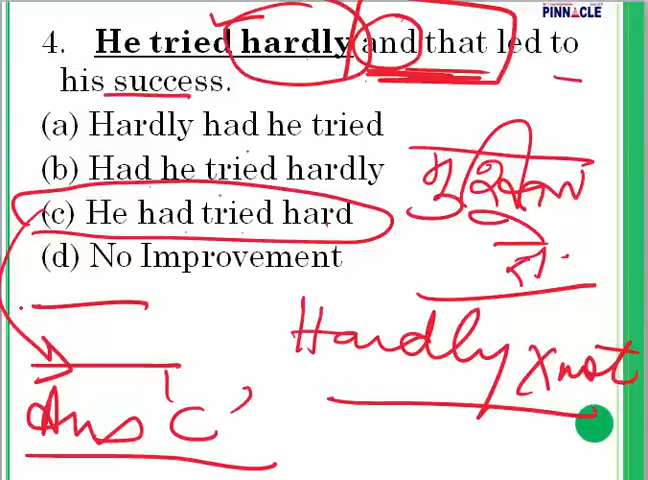 PINNACLE
4. He tried hardly and that led to
his success.
(a) Hardly had he tried
(b) Had he tried hardly
(c) He had tried hard
(d) No Improvement
मुश्किल
से
Hardly x not
Ans 'C'